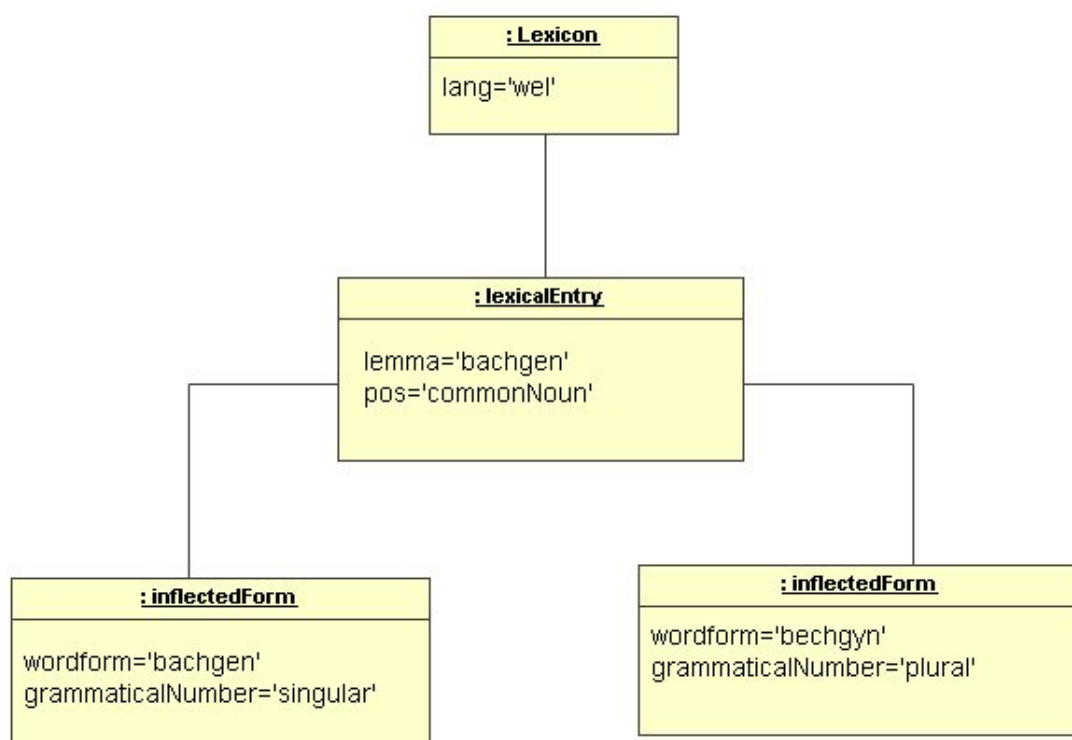 : Lexicon
lang='wel'
: lexicalEntry
lemma='bachgen'
pos='commonNoun'
: inflectedForm
wordform='bachgen'
grammaticalNumber='singular'
: inflectedForm
wordform='bechgyn'
grammaticalNumber='plural'